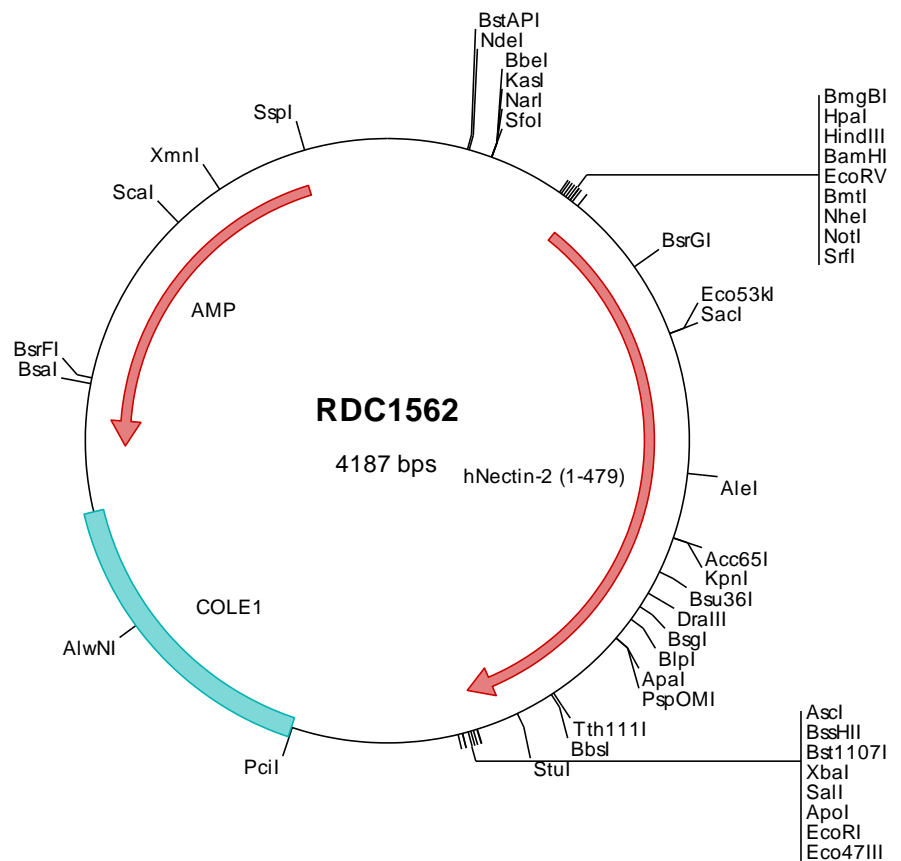 BstAPI
NdeI
BbeI
KasI
NarI
SfoI
BmgBI
HpaI
HindIII
BamHI
EcoRV
BmtI
NheI
NotI
SrfI
SspI
XmnI
ScaI
BsrGI
Eco53kI
SacI
AMP
BsrFI
BsaI
RDC1562
4187 bps
hNectin-2 (1-479)
AleI
Acc65I
KpnI
Bsu36I
DraIII
BsgI
BlpI
ApaI
PspOMI
COLE1
AlwNI
Tth111I
BbsI
StuI
PciI
AscI
BssHII
Bst1107I
XbaI
SalI
ApoI
EcoRI
Eco47III